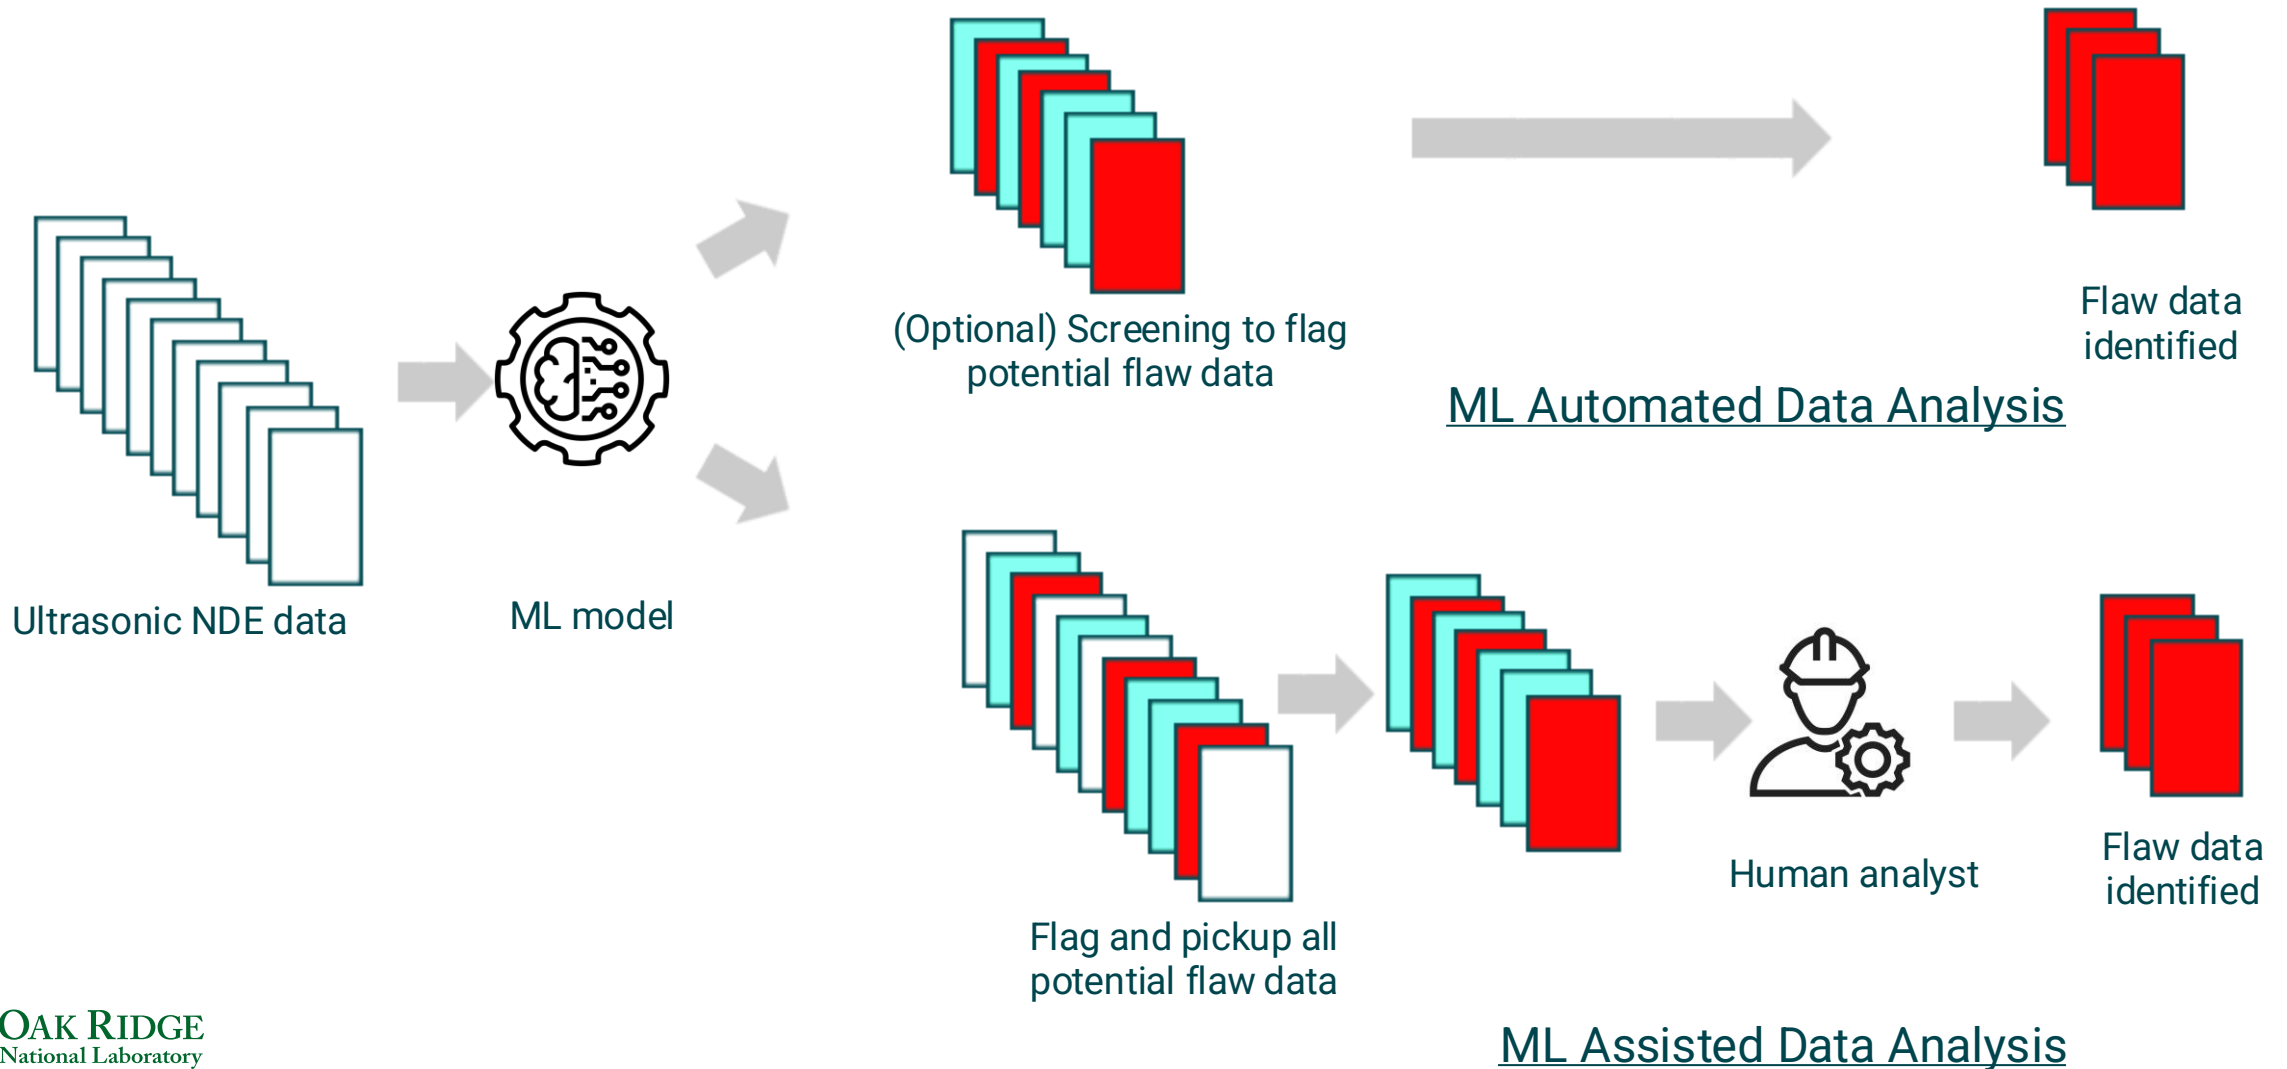 (Optional) Screening to flag
potential flaw data
Flaw data
identified
ML Automated Data Analysis
Ultrasonic NDE data
ML model
Human analyst
Flaw data
identified
Flag and pickup all
potential flaw data
ML Assisted Data Analysis
OAK RIDGE
National Laboratory